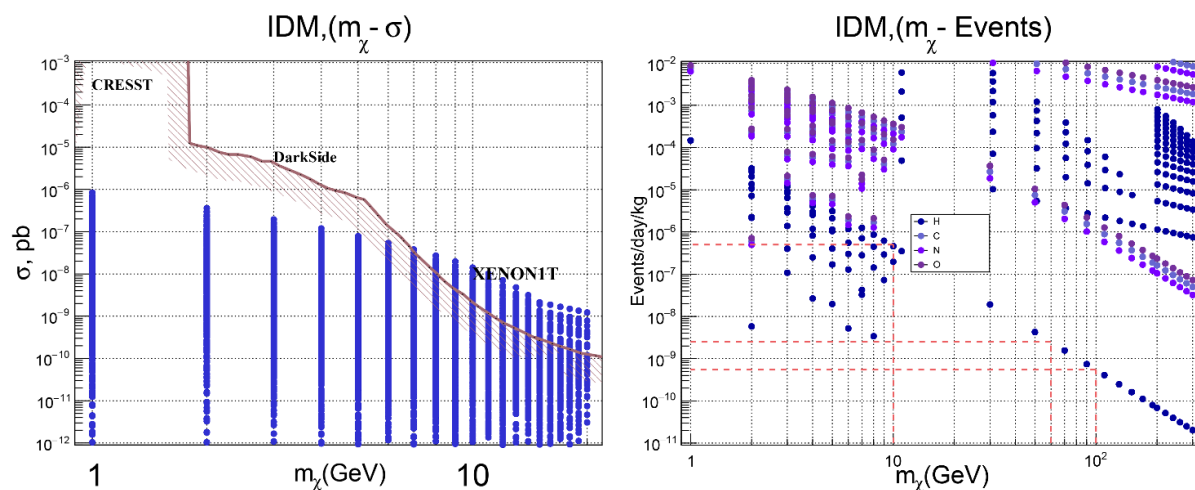 IDM,(mχ- σ)
10⁻³
10⁻⁴
10⁻⁵
10⁻⁶
10⁻⁷
10⁻⁸
10⁻⁹
10⁻¹⁰
10⁻¹¹
10⁻¹²
σ, pb
CRESST
DarkSide
XENON1T
1
10
mχ(GeV)
IDM,(mχ- Events)
10⁻²
10⁻³
10⁻⁴
10⁻⁵
10⁻⁶
10⁻⁷
10⁻⁸
10⁻⁹
10⁻¹⁰
10⁻¹¹
Events/day/kg
H
C
N
O
1
10
10²
mχ(GeV)